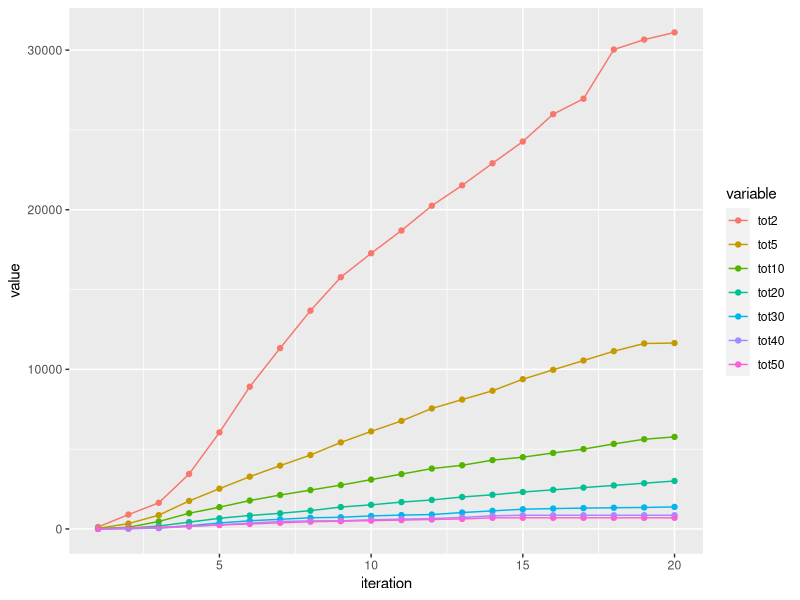 30000
20000
10000
0
value
5
10
15
20
iteration
variable
tot2
tot5
tot10
tot20
tot30
tot40
tot50